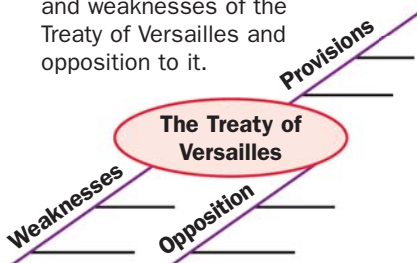 and weaknesses of the
Treaty of Versailles and
opposition to it.
Provisions
The Treaty of
Versailles
Weaknesses
Opposition